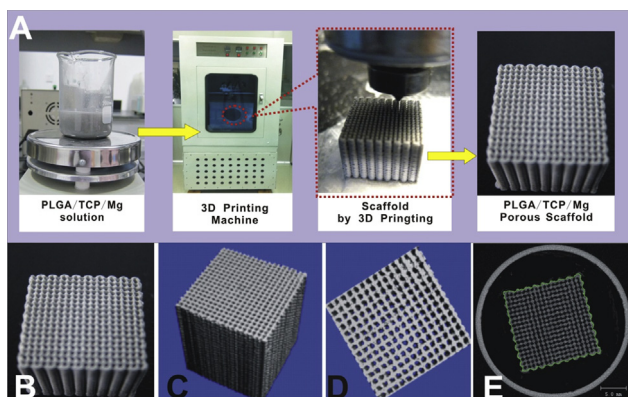 A
PLGA/TCP/Mg
solution
3D Printing
Machine
Scaffold
by 3D Pringting
PLGA/TCP/Mg
Porous Scaffold
B
C
D
E